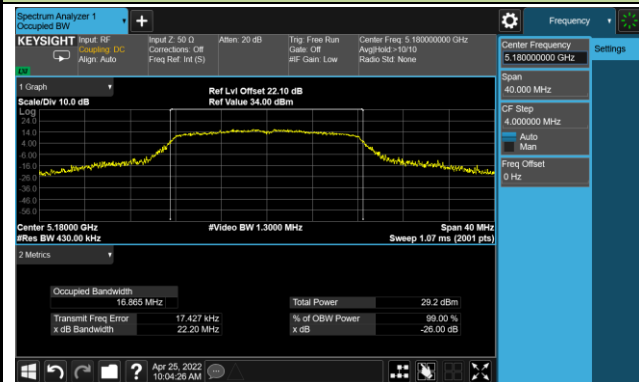 Spectrum Analyzer 1
Occupied BW
Frequency
KEYSIGHT
Input: RF
Coupling: DC
Align: Auto
Input Z: 50 Ω
Corrections: Off
Freq Ref: Int (S)
Atten: 20 dB
Trig: Free Run
Gate: Off
#IF Gain: Low
Center Freq: 5.180000000 GHz
Avg|Hold:>10/10
Radio Std: None
Center Frequency
5.180000000 GHz
Settings
Span
40.000 MHz
CF Step
4.000000 MHz
Auto
Man
Freq Offset
0 Hz
1 Graph
Scale/Div 10.0 dB
Ref Lvl Offset 22.10 dB
Ref Value 34.00 dBm
Log
24.0
14.0
4.00
-6.00
-16.0
-26.0
-36.0
-46.0
-56.0
Center 5.18000 GHz
#Res BW 430.00 kHz
#Video BW 1.3000 MHz
Span 40 MHz
Sweep 1.07 ms (2001 pts)
2 Metrics
Occupied Bandwidth
16.865 MHz
Total Power 29.2 dBm
Transmit Freq Error 17.427 kHz
% of OBW Power 99.00 %
x dB Bandwidth 22.20 MHz
x dB -26.00 dB
Apr 25, 2022
10:04:26 AM